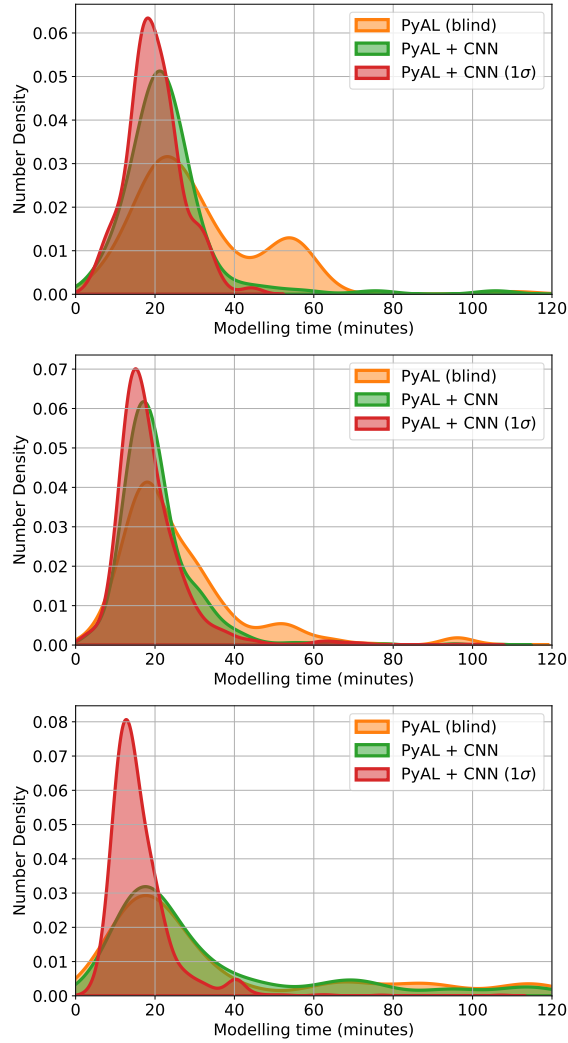 0.06
0.05
0.04
0.03
0.02
0.01
0.00
Number Density
PyAL (blind)
PyAL + CNN
PyAL + CNN (1σ)
0 20 40 60 80 100 120
Modelling time (minutes)
0.07
0.06
0.05
0.04
0.03
0.02
0.01
0.00
Number Density
PyAL (blind)
PyAL + CNN
PyAL + CNN (1σ)
0 20 40 60 80 100 120
Modelling time (minutes)
0.08
0.07
0.06
0.05
0.04
0.03
0.02
0.01
0.00
Number Density
PyAL (blind)
PyAL + CNN
PyAL + CNN (1σ)
0 20 40 60 80 100 120
Modelling time (minutes)